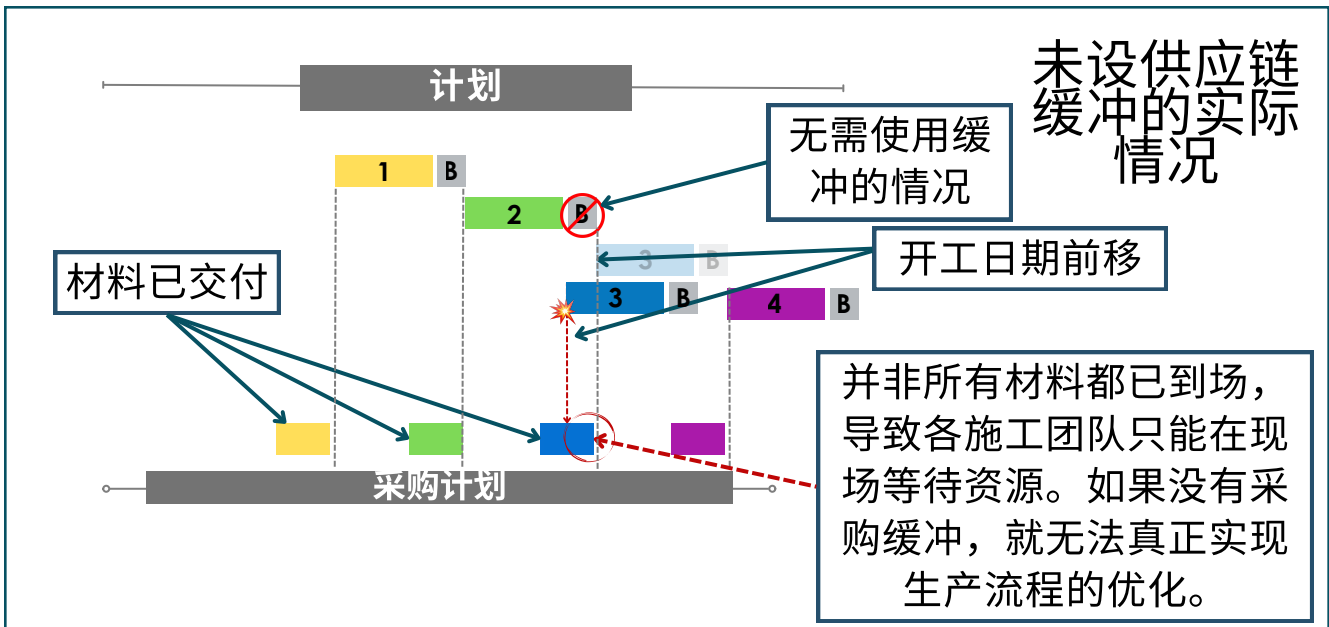 计划
未设供应链
缓冲的实际
情况
无需使用缓
冲的情况
1 B
2 B
3 B
开工日期前移
材料已交付
3 B
4 B
并非所有材料都已到场，
导致各施工团队只能在现
场等待资源。如果没有采
购缓冲，就无法真正实现
生产流程的优化。
采购计划